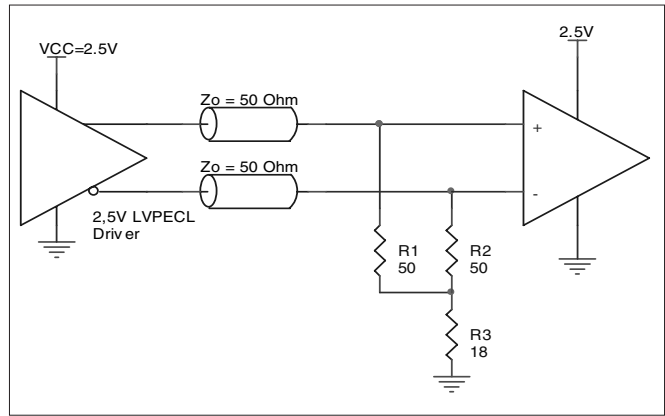 VCC=2.5V
2.5V
Zo = 50 Ohm
+
Zo = 50 Ohm
-
2,5V LVPECL
Driver
R1
50
R2
50
R3
18